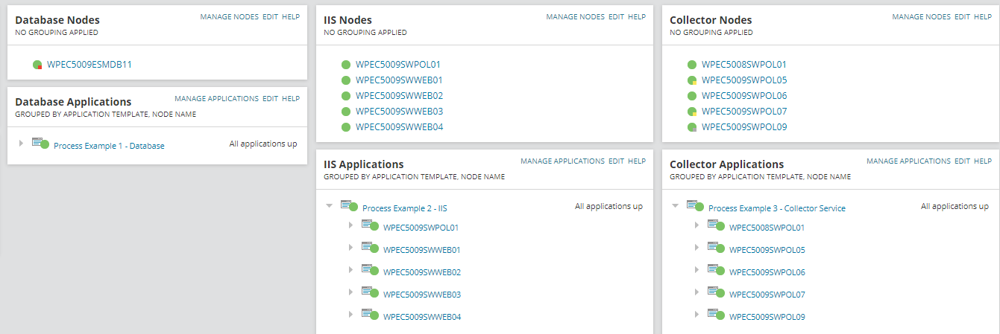 Database Nodes
MANAGE NODES EDIT HELP
NO GROUPING APPLIED
WPEC5009ESMDB11
Database Applications
MANAGE APPLICATIONS EDIT HELP
GROUPED BY APPLICATION TEMPLATE, NODE NAME
Process Example 1 - Database
All applications up
IIS Nodes
MANAGE NODES EDIT HELP
NO GROUPING APPLIED
WPEC5009SWPOL01
WPEC5009SWWEB01
WPEC5009SWWEB02
WPEC5009SWWEB03
WPEC5009SWWEB04
IIS Applications
MANAGE APPLICATIONS EDIT HELP
GROUPED BY APPLICATION TEMPLATE, NODE NAME
Process Example 2 - IIS
All applications up
WPEC5009SWPOL01
WPEC5009SWWEB01
WPEC5009SWWEB02
WPEC5009SWWEB03
WPEC5009SWWEB04
Collector Nodes
MANAGE NODES EDIT HELP
NO GROUPING APPLIED
WPEC5008SWPOL01
WPEC5009SWPOL05
WPEC5009SWPOL06
WPEC5009SWPOL07
WPEC5009SWPOL09
Collector Applications
MANAGE APPLICATIONS EDIT HELP
GROUPED BY APPLICATION TEMPLATE, NODE NAME
Process Example 3 - Collector Service
All applications up
WPEC5008SWPOL01
WPEC5009SWPOL05
WPEC5009SWPOL06
WPEC5009SWPOL07
WPEC5009SWPOL09